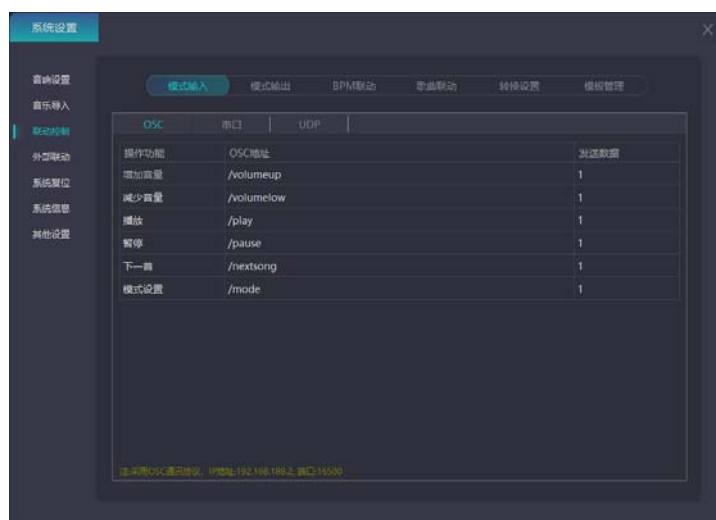 系统设置
X
音响设置
音乐导入
联动控制
外部联动
系统复位
系统信息
其他设置
模式输入 模式输出 BPM联动 歌曲联动 转换设置 模板管理
OSC 串口 UDP
操作功能 OSC地址 发送数据
增加音量 /volumeup 1
减少音量 /volumelow 1
播放 /play 1
暂停 /pause 1
下一首 /nextsong 1
模式设置 /mode 1
注:采用OSC通讯协议，IP地址:192.168.188.2, 端口:16500